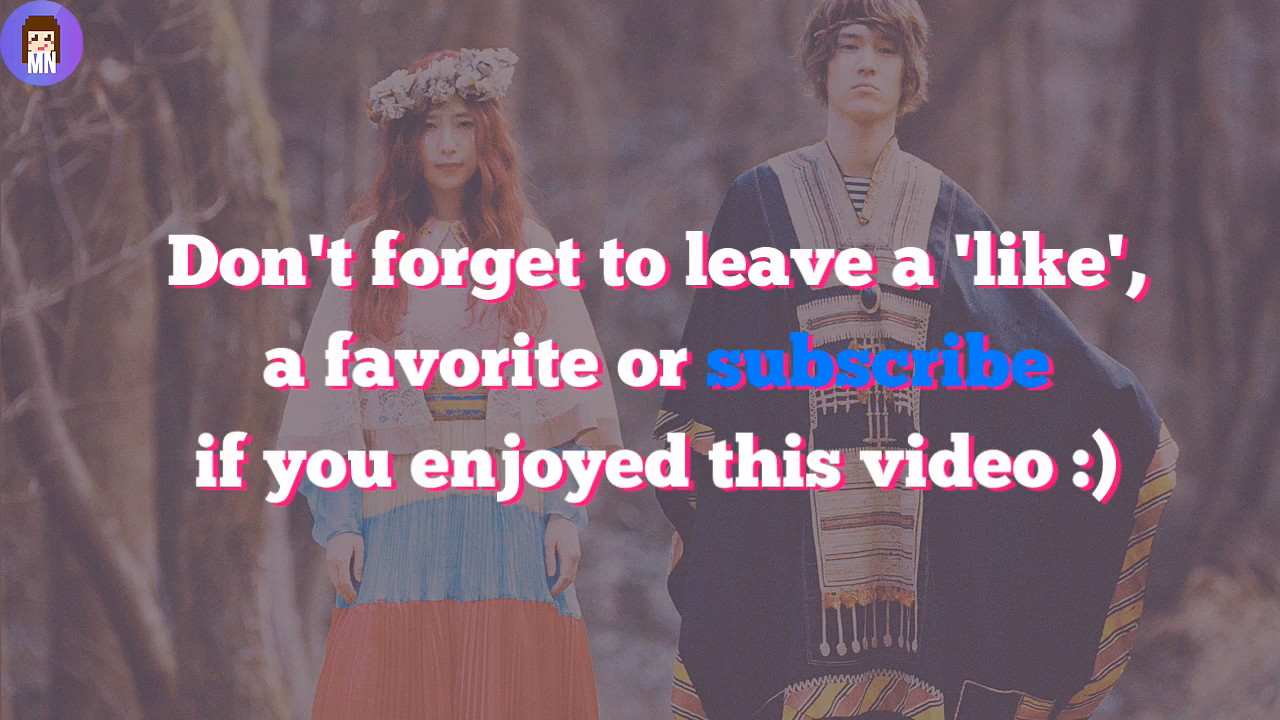 MN
Don't forget to leave a 'like',
a favorite or subscribe
if you enjoyed this video :)